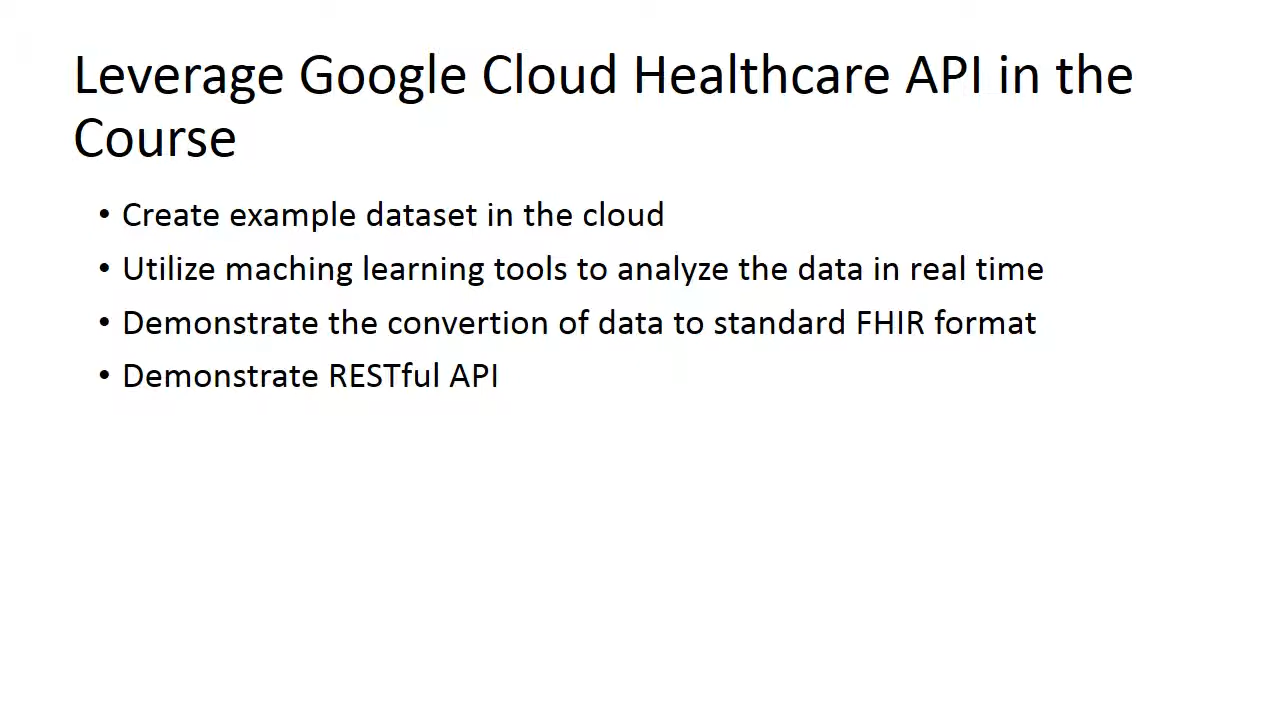 Leverage Google Cloud Healthcare API in the
Course
• Create example dataset in the cloud
• Utilize maching learning tools to analyze the data in real time
• Demonstrate the convertion of data to standard FHIR format
• Demonstrate RESTful API